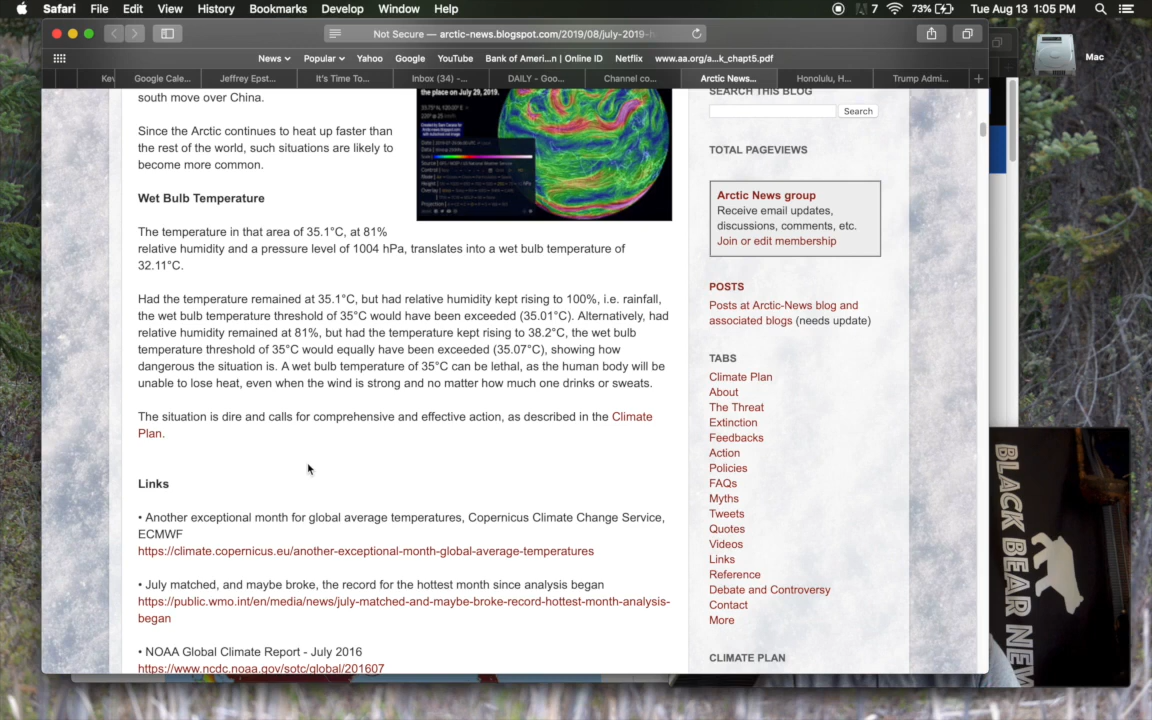 Safari File Edit View History Bookmarks Develop Window Help
7 73% Tue Aug 13 1:05 PM
Not Secure — arctic-news.blogspot.com/2019/08/july-2019-h
News Popular Yahoo Google YouTube Bank of Ameri...n | Online ID Netflix www.aa.org/a...k_chapt5.pdf
Google Cale... Jeffrey Epst... It's Time To... Inbox (34) -... DAILY - Goo... Channel co... Arctic News... Honolulu, H... Trump Admi...
Mac
south move over China.
Since the Arctic continues to heat up faster than
the rest of the world, such situations are likely to
become more common.
the place on July 29, 2019.
Wet Bulb Temperature
The temperature in that area of 35.1°C, at 81%
relative humidity and a pressure level of 1004 hPa, translates into a wet bulb temperature of
32.11°C.
Had the temperature remained at 35.1°C, but had relative humidity kept rising to 100%, i.e. rainfall,
the wet bulb temperature threshold of 35°C would have been exceeded (35.01°C). Alternatively, had
relative humidity remained at 81%, but had the temperature kept rising to 38.2°C, the wet bulb
temperature threshold of 35°C would equally have been exceeded (35.07°C), showing how
dangerous the situation is. A wet bulb temperature of 35°C can be lethal, as the human body will be
unable to lose heat, even when the wind is strong and no matter how much one drinks or sweats.
The situation is dire and calls for comprehensive and effective action, as described in the Climate
Plan.
Links
• Another exceptional month for global average temperatures, Copernicus Climate Change Service,
ECMWF
https://climate.copernicus.eu/another-exceptional-month-global-average-temperatures
• July matched, and maybe broke, the record for the hottest month since analysis began
https://public.wmo.int/en/media/news/july-matched-and-maybe-broke-record-hottest-month-analysis-
began
• NOAA Global Climate Report - July 2016
https://www.ncdc.noaa.gov/sotc/global/201607
SEARCH THIS BLOG
Search
TOTAL PAGEVIEWS
Arctic News group
Receive email updates,
discussions, comments, etc.
Join or edit membership
POSTS
Posts at Arctic-News blog and
associated blogs (needs update)
TABS
Climate Plan
About
The Threat
Extinction
Feedbacks
Action
Policies
FAQs
Myths
Tweets
Quotes
Videos
Links
Reference
Debate and Controversy
Contact
More
CLIMATE PLAN
BLACK BEAR NEW